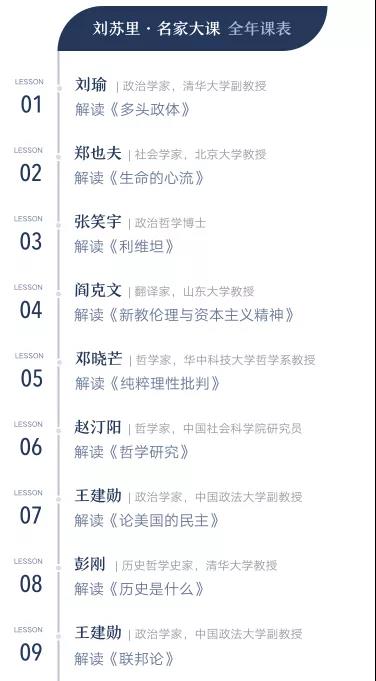 刘苏里·名家大课 全年课表
LESSON
01
刘瑜 | 政治学家，清华大学副教授
解读《多头政体》
LESSON
02
郑也夫 | 社会学家，北京大学教授
解读《生命的心流》
LESSON
03
张笑宇 | 政治哲学博士
解读《利维坦》
LESSON
04
阎克文 | 翻译家，山东大学教授
解读《新教伦理与资本主义精神》
LESSON
05
邓晓芒 | 哲学家，华中科技大学哲学系教授
解读《纯粹理性批判》
LESSON
06
赵汀阳 | 哲学家，中国社会科学院研究员
解读《哲学研究》
LESSON
07
王建勋 | 政治学家，中国政法大学副教授
解读《论美国的民主》
LESSON
08
彭刚 | 历史哲学史家，清华大学教授
解读《历史是什么》
LESSON
09
王建勋 | 政治学家，中国政法大学副教授
解读《联邦论》